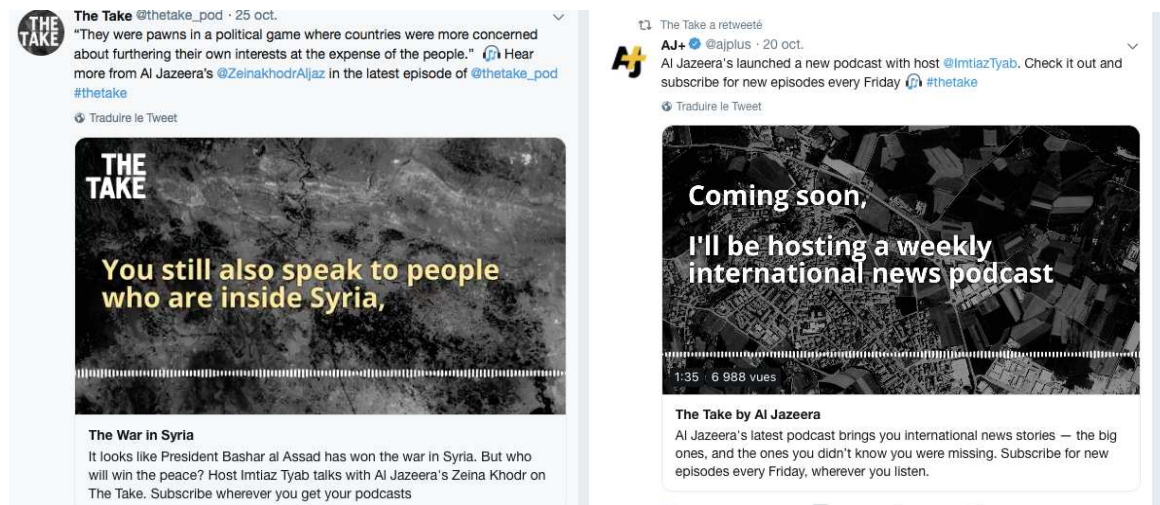 THE
TAKE
The Take @thetake_pod · 25 oct.
"They were pawns in a political game where countries were more concerned
about furthering their own interests at the expense of the people." 🎧 Hear
more from Al Jazeera's @ZeinakhodrAljaz in the latest episode of @thetake_pod
#thetake
Traduire le Tweet
THE
TAKE
You still also speak to people
who are inside Syria,
The War in Syria
It looks like President Bashar al Assad has won the war in Syria. But who
will win the peace? Host Imtiaz Tyab talks with Al Jazeera's Zeina Khodr on
The Take. Subscribe wherever you get your podcasts
The Take a retweeté
AJ+ @ajplus · 20 oct.
Al Jazeera's launched a new podcast with host @ImtiazTyab. Check it out and
subscribe for new episodes every Friday 🎧 #thetake
Traduire le Tweet
Coming soon,
I'll be hosting a weekly
international news podcast
1:35 6 988 vues
The Take by Al Jazeera
Al Jazeera's latest podcast brings you international news stories — the big
ones, and the ones you didn't know you were missing. Subscribe for new
episodes every Friday, wherever you listen.